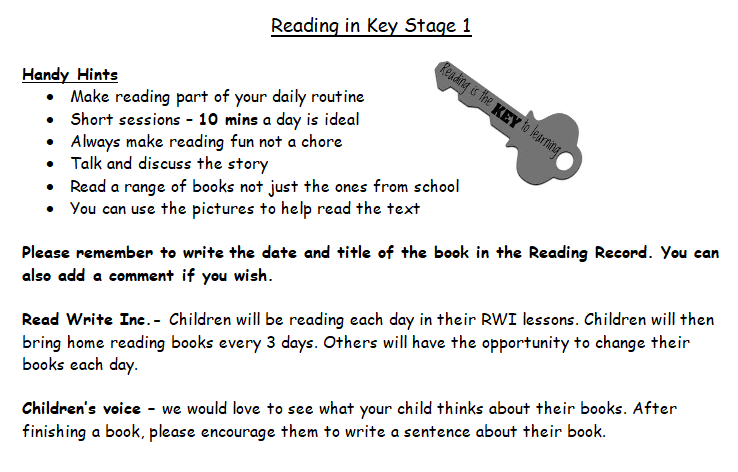 Reading in Key Stage 1
Handy Hints
• Make reading part of your daily routine
• Short sessions – 10 mins a day is ideal
• Always make reading fun not a chore
• Talk and discuss the story
• Read a range of books not just the ones from school
• You can use the pictures to help read the text
Reading is the KEY to learning
Please remember to write the date and title of the book in the Reading Record. You can
also add a comment if you wish.
Read Write Inc.- Children will be reading each day in their RWI lessons. Children will then
bring home reading books every 3 days. Others will have the opportunity to change their
books each day.
Children's voice – we would love to see what your child thinks about their books. After
finishing a book, please encourage them to write a sentence about their book.